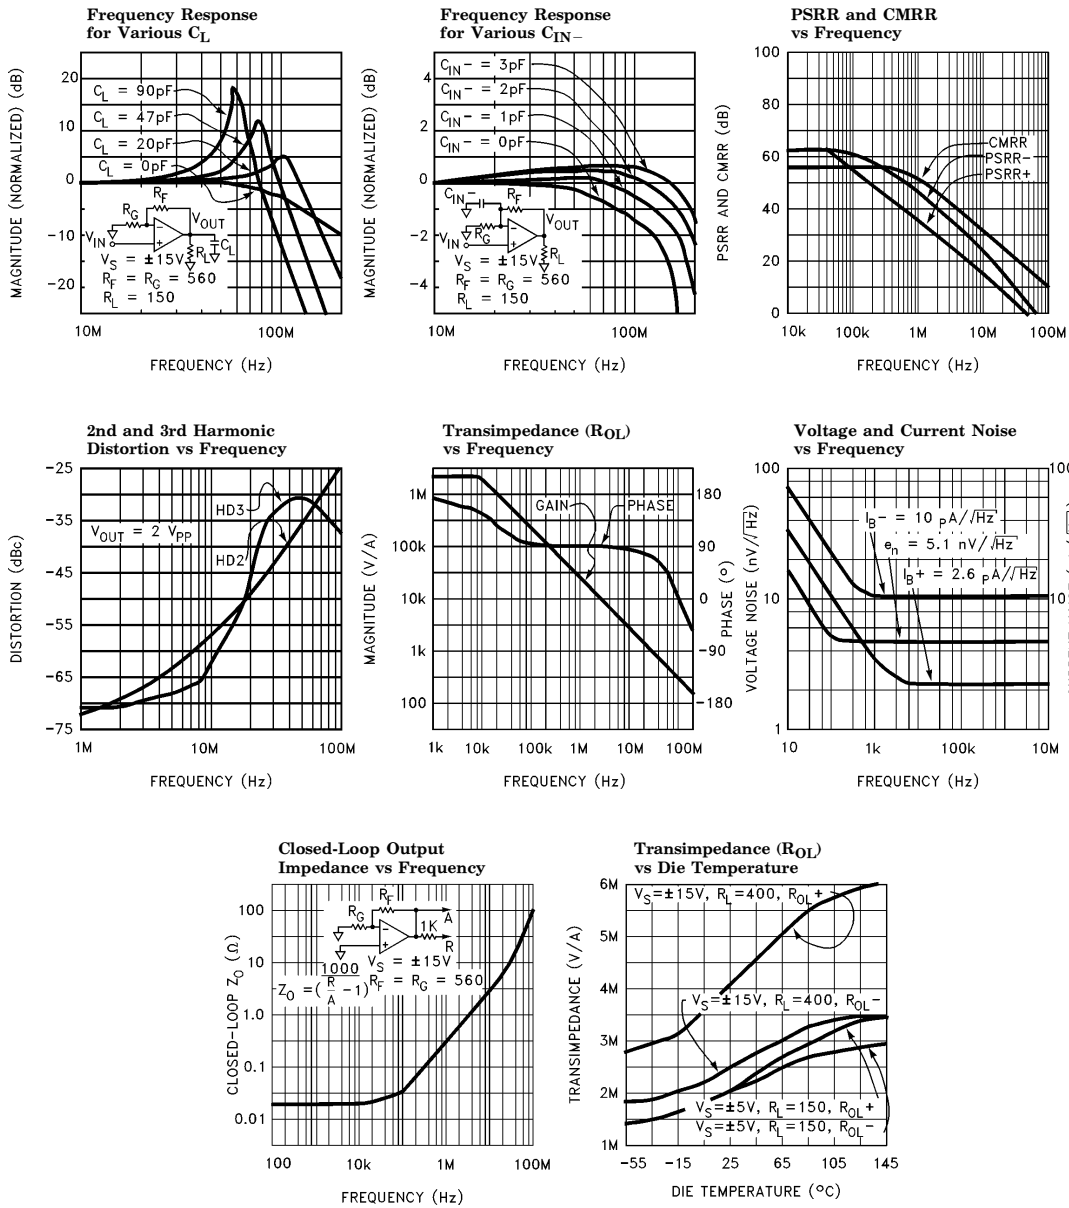 Frequency Response
for Various C_L
MAGNITUDE (NORMALIZED) (dB)
20
10
0
-10
-20
C_L = 90pF
C_L = 47pF
C_L = 20pF
C_L = 0pF
R_F
R_G
V_OUT
V_IN
C_L
R_L
V_S = ±15V
R_F = R_G = 560
R_L = 150
10M
100M
FREQUENCY (Hz)
Frequency Response
for Various C_IN-
MAGNITUDE (NORMALIZED) (dB)
4
2
0
-2
-4
C_IN- = 3pF
C_IN- = 2pF
C_IN- = 1pF
C_IN- = 0pF
C_IN-
R_F
R_G
V_OUT
V_IN
R_L
V_S = ±15V
R_F = R_G = 560
R_L = 150
10M
100M
FREQUENCY (Hz)
PSRR and CMRR
vs Frequency
PSRR AND CMRR (dB)
100
80
60
40
20
0
CMRR
PSRR-
PSRR+
10k
100k
1M
10M
100M
FREQUENCY (Hz)
2nd and 3rd Harmonic
Distortion vs Frequency
DISTORTION (dBc)
-25
-35
-45
-55
-65
-75
HD3
V_OUT = 2 V_PP
HD2
1M
10M
100M
FREQUENCY (Hz)
Transimpedance (R_OL)
vs Frequency
MAGNITUDE (V/A)
1M
100k
10k
1k
100
GAIN
PHASE
180
90
0
-90
-180
PHASE (°)
1k
10k
100k
1M
10M
100M
FREQUENCY (Hz)
Voltage and Current Noise
vs Frequency
VOLTAGE NOISE (nV/√Hz)
100
10
1
I_B- = 10 pA/√Hz
e_n = 5.1 nV/√Hz
I_B+ = 2.6 pA/√Hz
10
1k
100k
10M
FREQUENCY (Hz)
Closed-Loop Output
Impedance vs Frequency
CLOSED-LOOP Z_O (Ω)
100
10
1.0
0.1
0.01
R_F
R_G
A
1K
R
V_S = ±15V
R_F = R_G = 560
Z_O = 1000/(R/A -1)
100
10k
1M
100M
FREQUENCY (Hz)
Transimpedance (R_OL)
vs Die Temperature
TRANSIMPEDANCE (V/A)
6M
5M
4M
3M
2M
1M
V_S=±15V, R_L=400, R_OL+
V_S=±15V, R_L=400, R_OL-
V_S=±5V, R_L=150, R_OL+
V_S=±5V, R_L=150, R_OL-
-55
-15
25
65
105
145
DIE TEMPERATURE (°C)